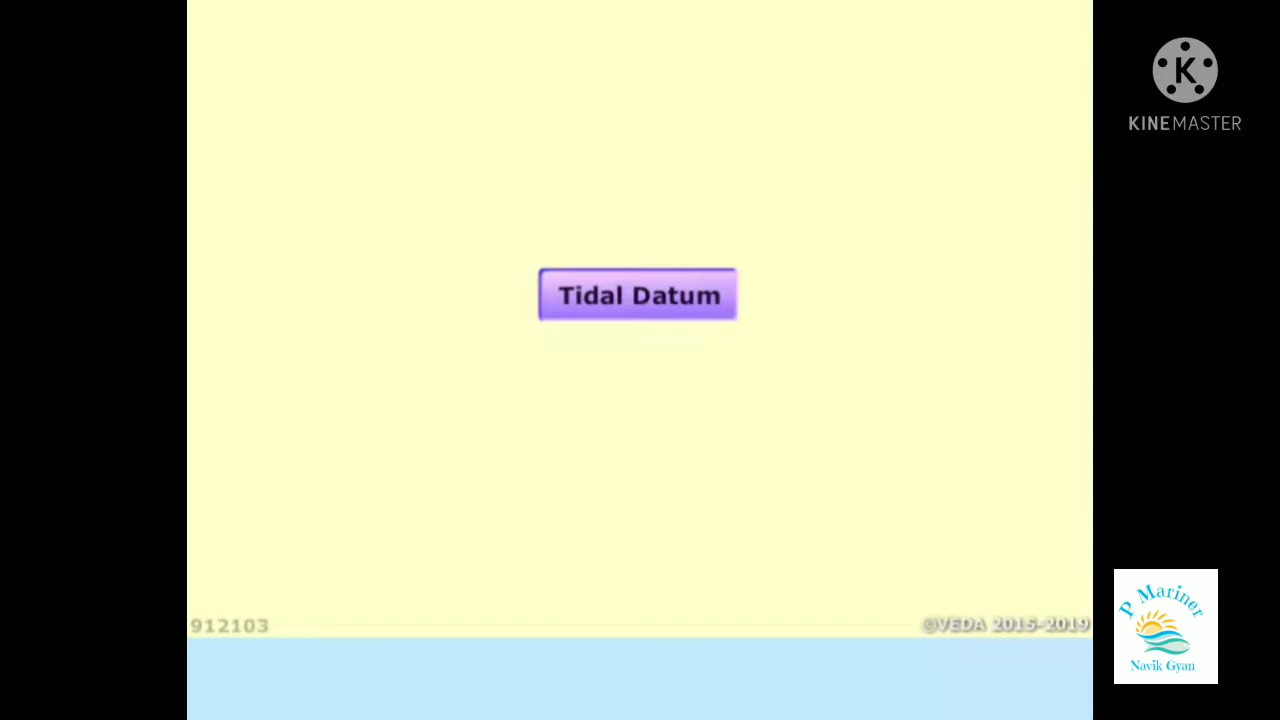 K
KINEMASTER
Tidal Datum
912103
©VEDA 2015-2019
P Mariner
Navik Gyan